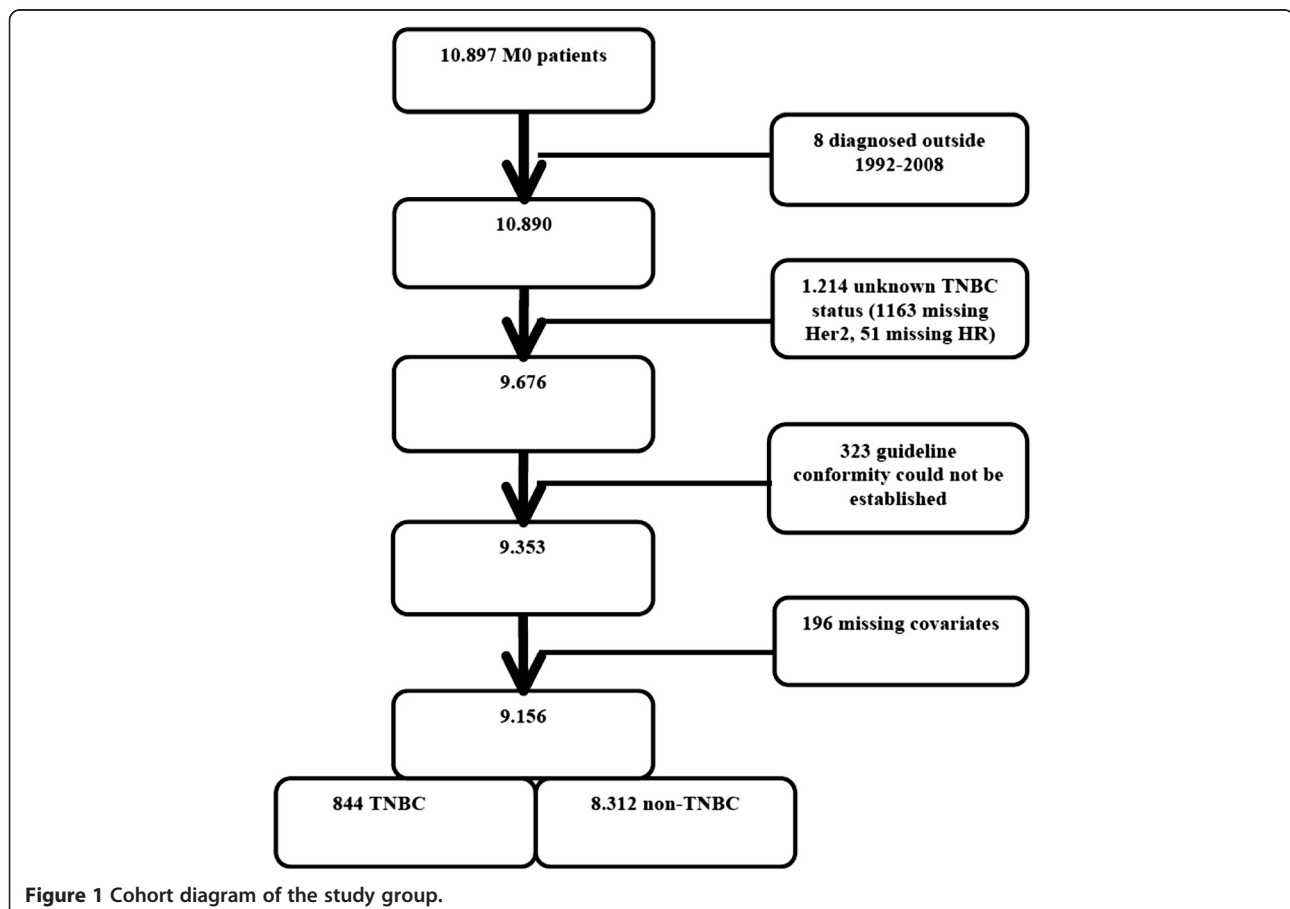 10.897 M0 patients
8 diagnosed outside
1992-2008
10.890
1.214 unknown TNBC
status (1163 missing
Her2, 51 missing HR)
9.676
323 guideline
conformity could not be
established
9.353
196 missing covariates
9.156
844 TNBC
8.312 non-TNBC
Figure 1 Cohort diagram of the study group.